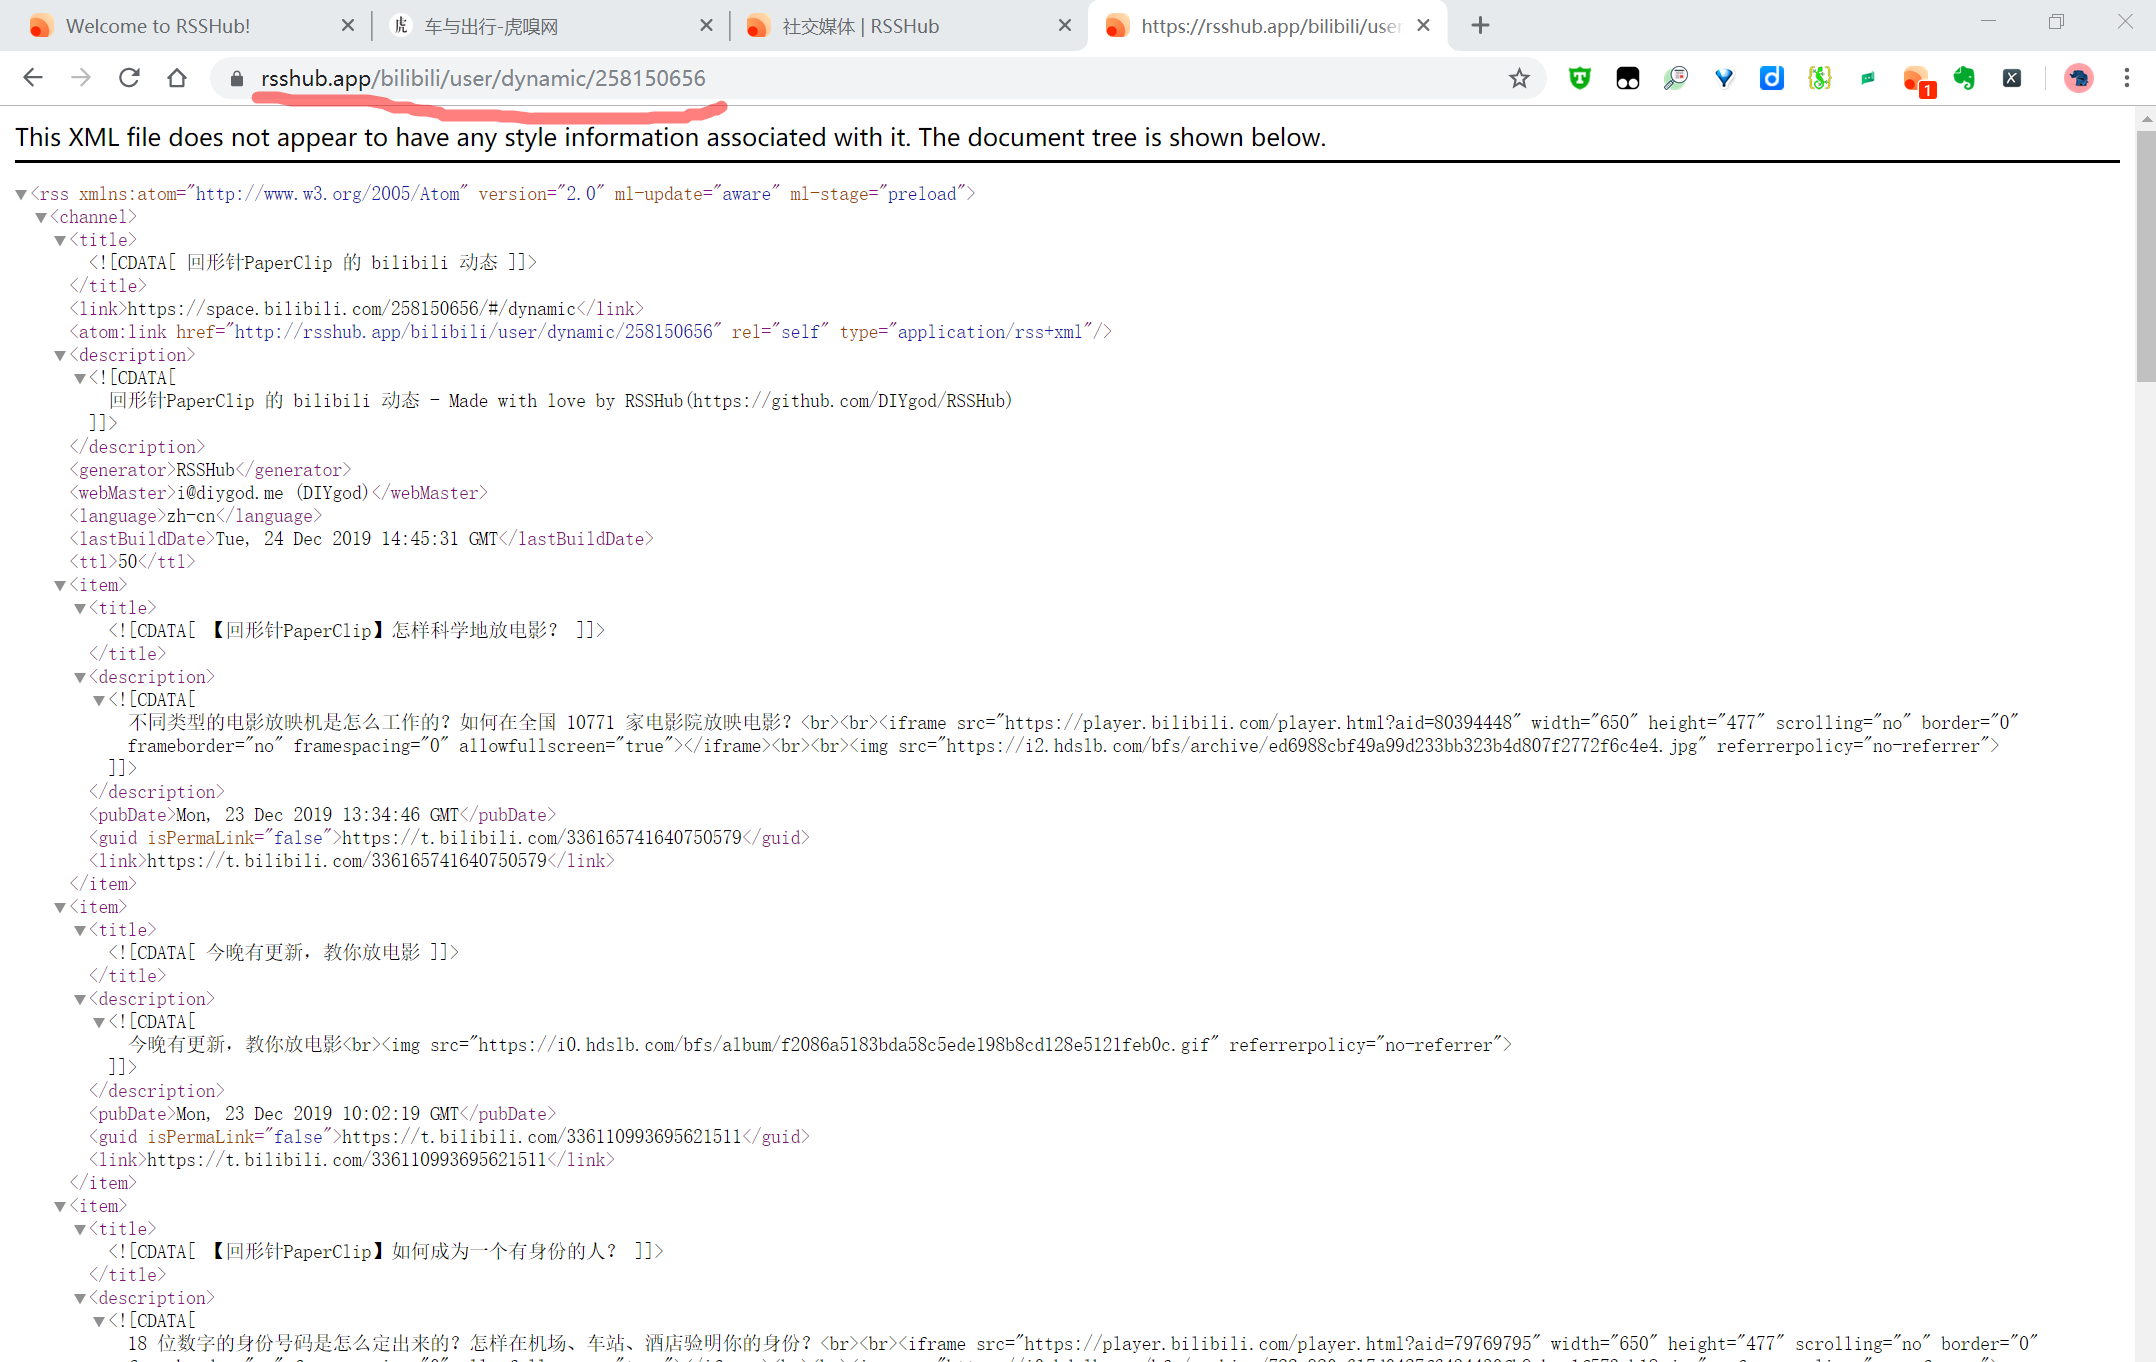 Welcome to RSSHub!
车与出行-虎嗅网
社交媒体 | RSSHub
https://rsshub.app/bilibili/user
rsshub.app/bilibili/user/dynamic/258150656
1
This XML file does not appear to have any style information associated with it. The document tree is shown below.
▼<rss xmlns:atom="http://www.w3.org/2005/Atom" version="2.0" ml-update="aware" ml-stage="preload">
▼<channel>
▼<title>
<![CDATA[ 回形针PaperClip 的 bilibili 动态 ]]>
</title>
<link>https://space.bilibili.com/258150656/#/dynamic</link>
<atom:link href="http://rsshub.app/bilibili/user/dynamic/258150656" rel="self" type="application/rss+xml"/>
▼<description>
▼<![CDATA[
回形针PaperClip 的 bilibili 动态 - Made with love by RSSHub(https://github.com/DIYgod/RSSHub)
]]>
</description>
<generator>RSSHub</generator>
<webMaster>i@diygod.me (DIYgod)</webMaster>
<language>zh-cn</language>
<lastBuildDate>Tue, 24 Dec 2019 14:45:31 GMT</lastBuildDate>
<ttl>50</ttl>
▼<item>
▼<title>
<![CDATA[ 【回形针PaperClip】怎样科学地放电影？ ]]>
</title>
▼<description>
▼<![CDATA[
不同类型的电影放映机是怎么工作的？如何在全国 10771 家电影院放映电影？<br><br><iframe src="https://player.bilibili.com/player.html?aid=80394448" width="650" height="477" scrolling="no" border="0"
frameborder="no" framespacing="0" allowfullscreen="true"></iframe><br><br><img src="https://i2.hdslb.com/bfs/archive/ed6988cbf49a99d233bb323b4d807f2772f6c4e4.jpg" referrerpolicy="no-referrer">
]]>
</description>
<pubDate>Mon, 23 Dec 2019 13:34:46 GMT</pubDate>
<guid isPermaLink="false">https://t.bilibili.com/336165741640750579</guid>
<link>https://t.bilibili.com/336165741640750579</link>
</item>
▼<item>
▼<title>
<![CDATA[ 今晚有更新，教你放电影 ]]>
</title>
▼<description>
▼<![CDATA[
今晚有更新，教你放电影<br><img src="https://i0.hdslb.com/bfs/album/f2086a5183bda58c5ede198b8cd128e5121feb0c.gif" referrerpolicy="no-referrer">
]]>
</description>
<pubDate>Mon, 23 Dec 2019 10:02:19 GMT</pubDate>
<guid isPermaLink="false">https://t.bilibili.com/336110993695621511</guid>
<link>https://t.bilibili.com/336110993695621511</link>
</item>
▼<item>
▼<title>
<![CDATA[ 【回形针PaperClip】如何成为一个有身份的人？ ]]>
</title>
▼<description>
▼<![CDATA[
18 位数字的身份号码是怎么定出来的？怎样在机场、车站、酒店验明你的身份？<br><br><iframe src="https://player.bilibili.com/player.html?aid=79769795" width="650" height="477" scrolling="no" border="0"